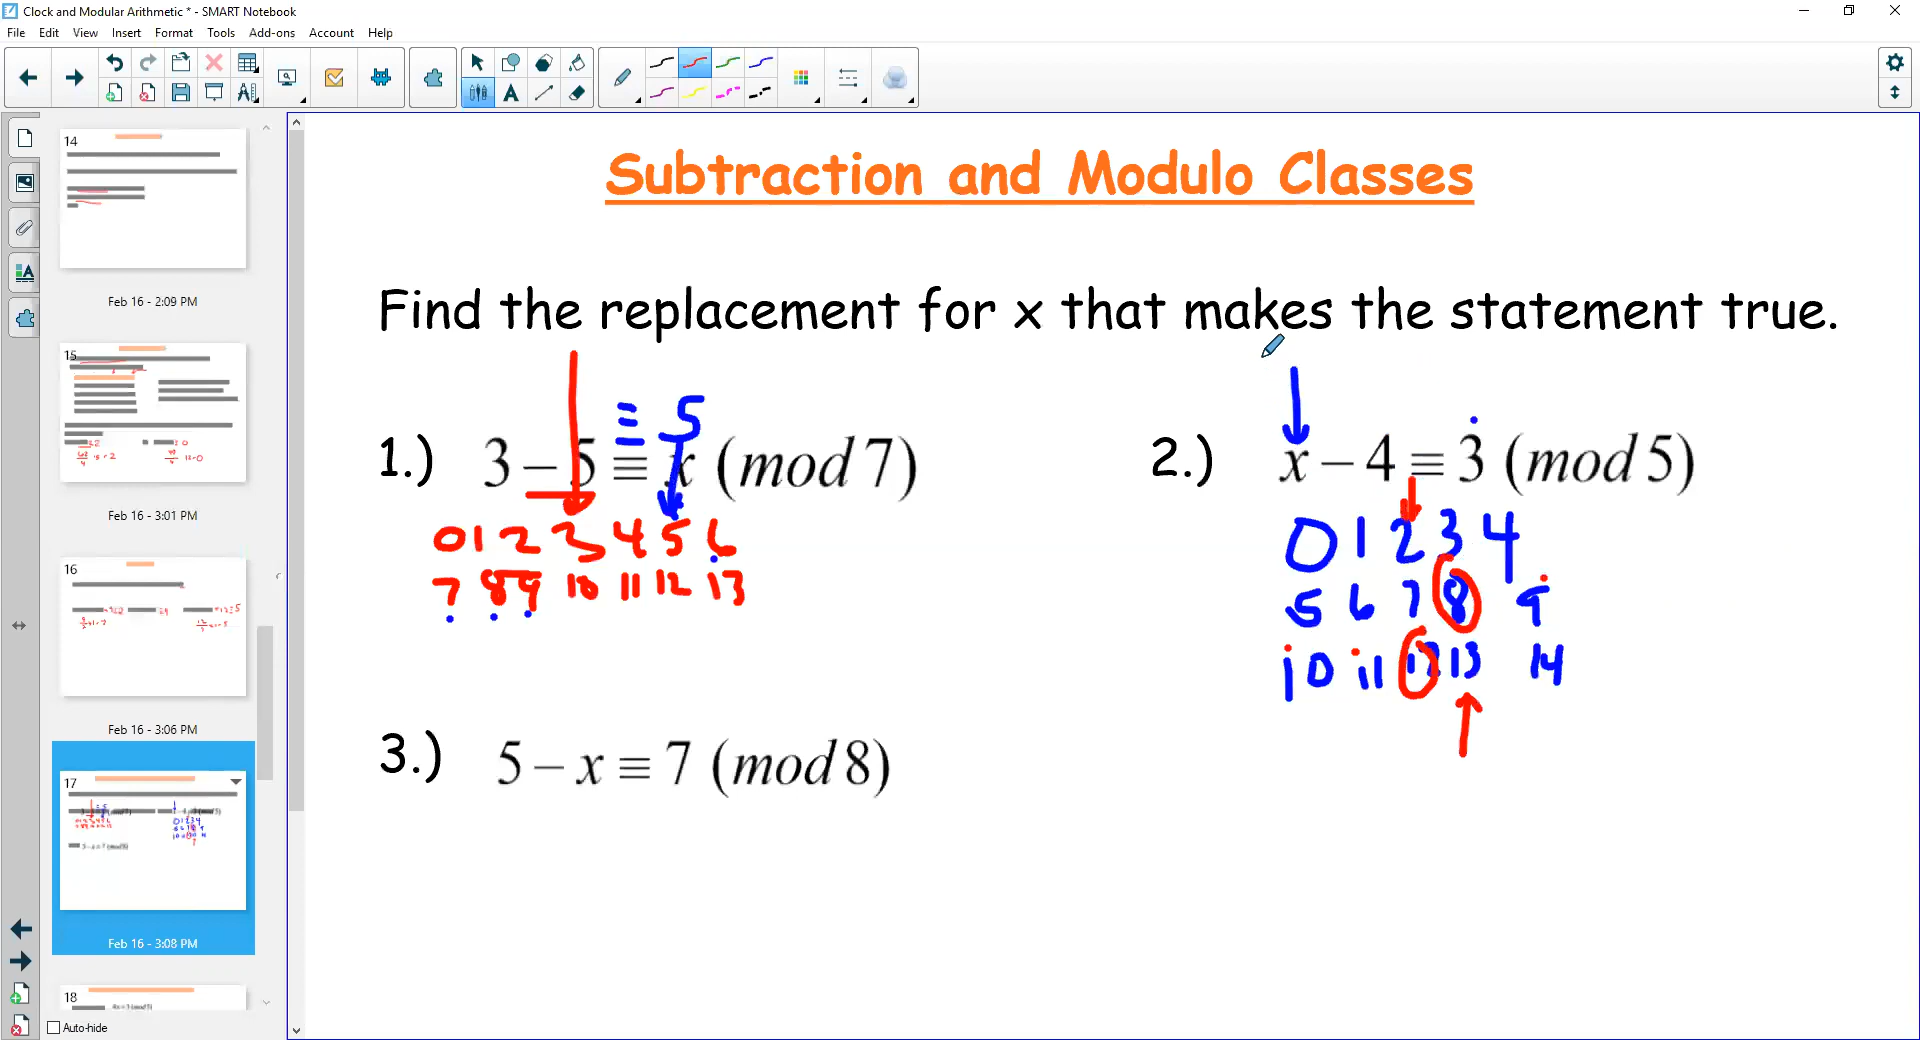 Clock and Modular Arithmetic * - SMART Notebook
File Edit View Insert Format Tools Add-ons Account Help
14
Feb 16 - 2:09 PM
15
Feb 16 - 3:01 PM
16
Feb 16 - 3:06 PM
17
Feb 16 - 3:08 PM
18
4x ≡ 3 (mod 5)
Auto-hide
Subtraction and Modulo Classes
Find the replacement for x that makes the statement true.
≡ 5
1.) 3 − 5 ≡ x (mod 7)
0 1 2 3 4 5 6
7 8 9 10 11 12 13
2.) x − 4 ≡ 3 (mod 5)
0 1 2 3 4
5 6 7 8 9
10 11 12 13 14
3.) 5 − x ≡ 7 (mod 8)